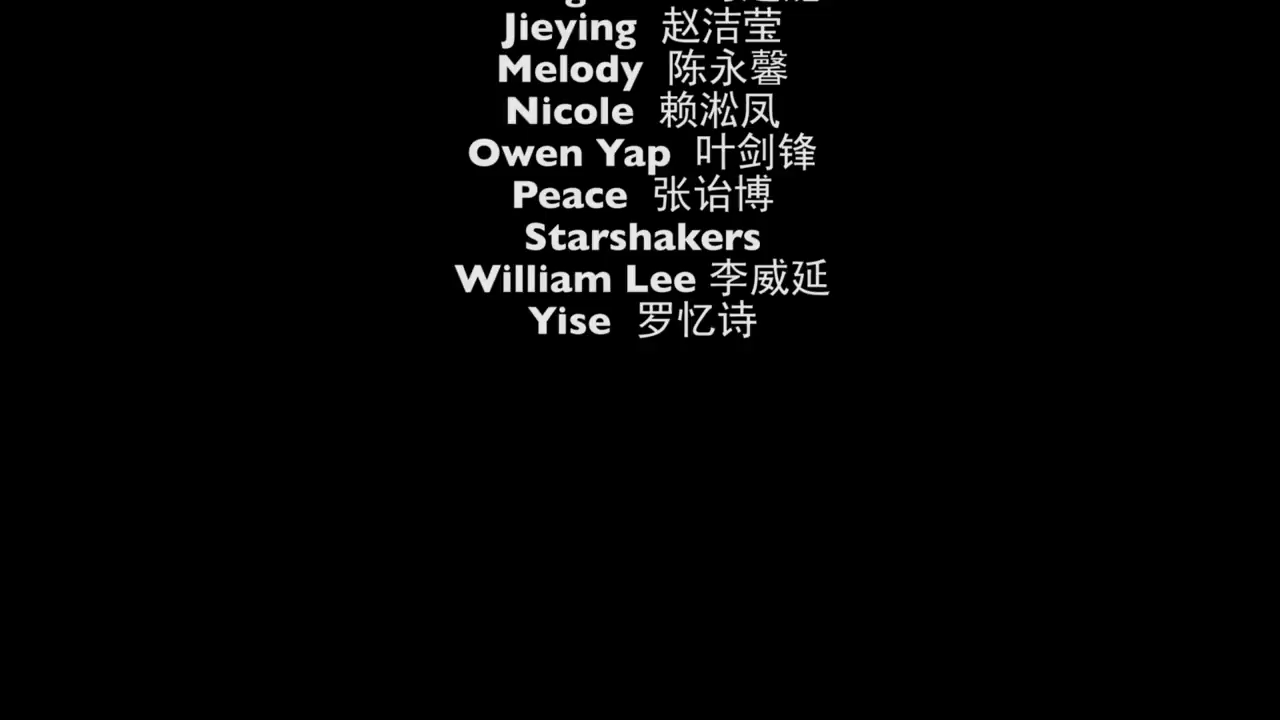 Jieying 赵洁莹
Melody 陈永馨
Nicole 赖淞凤
Owen Yap 叶剑锋
Peace 张诒博
Starshakers
William Lee 李威延
Yise 罗忆诗